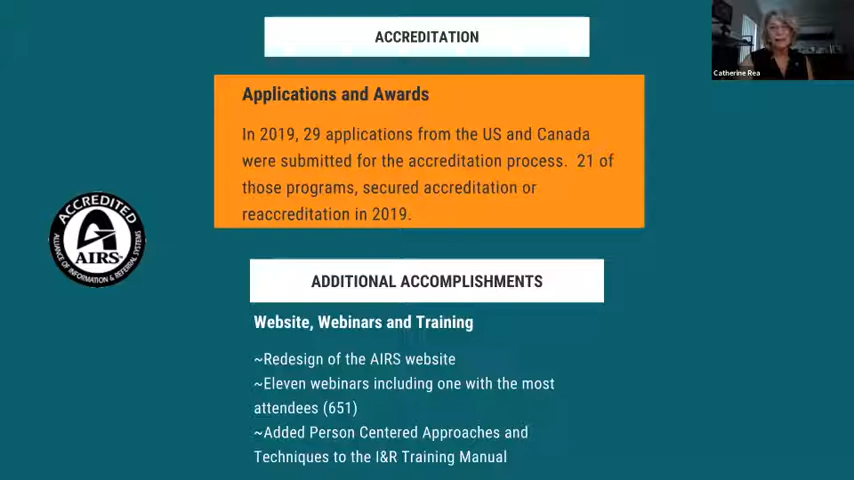 ACCREDITATION
Catherine Rea
Applications and Awards
In 2019, 29 applications from the US and Canada
were submitted for the accreditation process.  21 of
those programs, secured accreditation or
reaccreditation in 2019.
ACCREDITED
AIRS
ALLIANCE OF INFORMATION & REFERRAL SYSTEMS
ADDITIONAL ACCOMPLISHMENTS
Website, Webinars and Training
~Redesign of the AIRS website
~Eleven webinars including one with the most
attendees (651)
~Added Person Centered Approaches and
Techniques to the I&R Training Manual